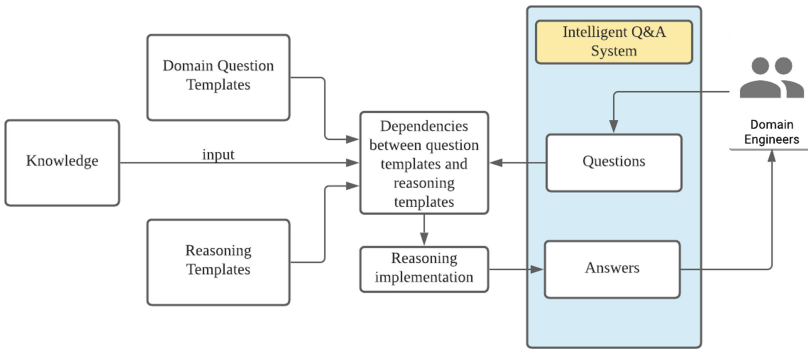 Intelligent Q&A
System
Domain Question
Templates
Domain
Engineers
Knowledge
input
Dependencies
between question
templates and
reasoning
templates
Questions
Reasoning
Templates
Reasoning
implementation
Answers